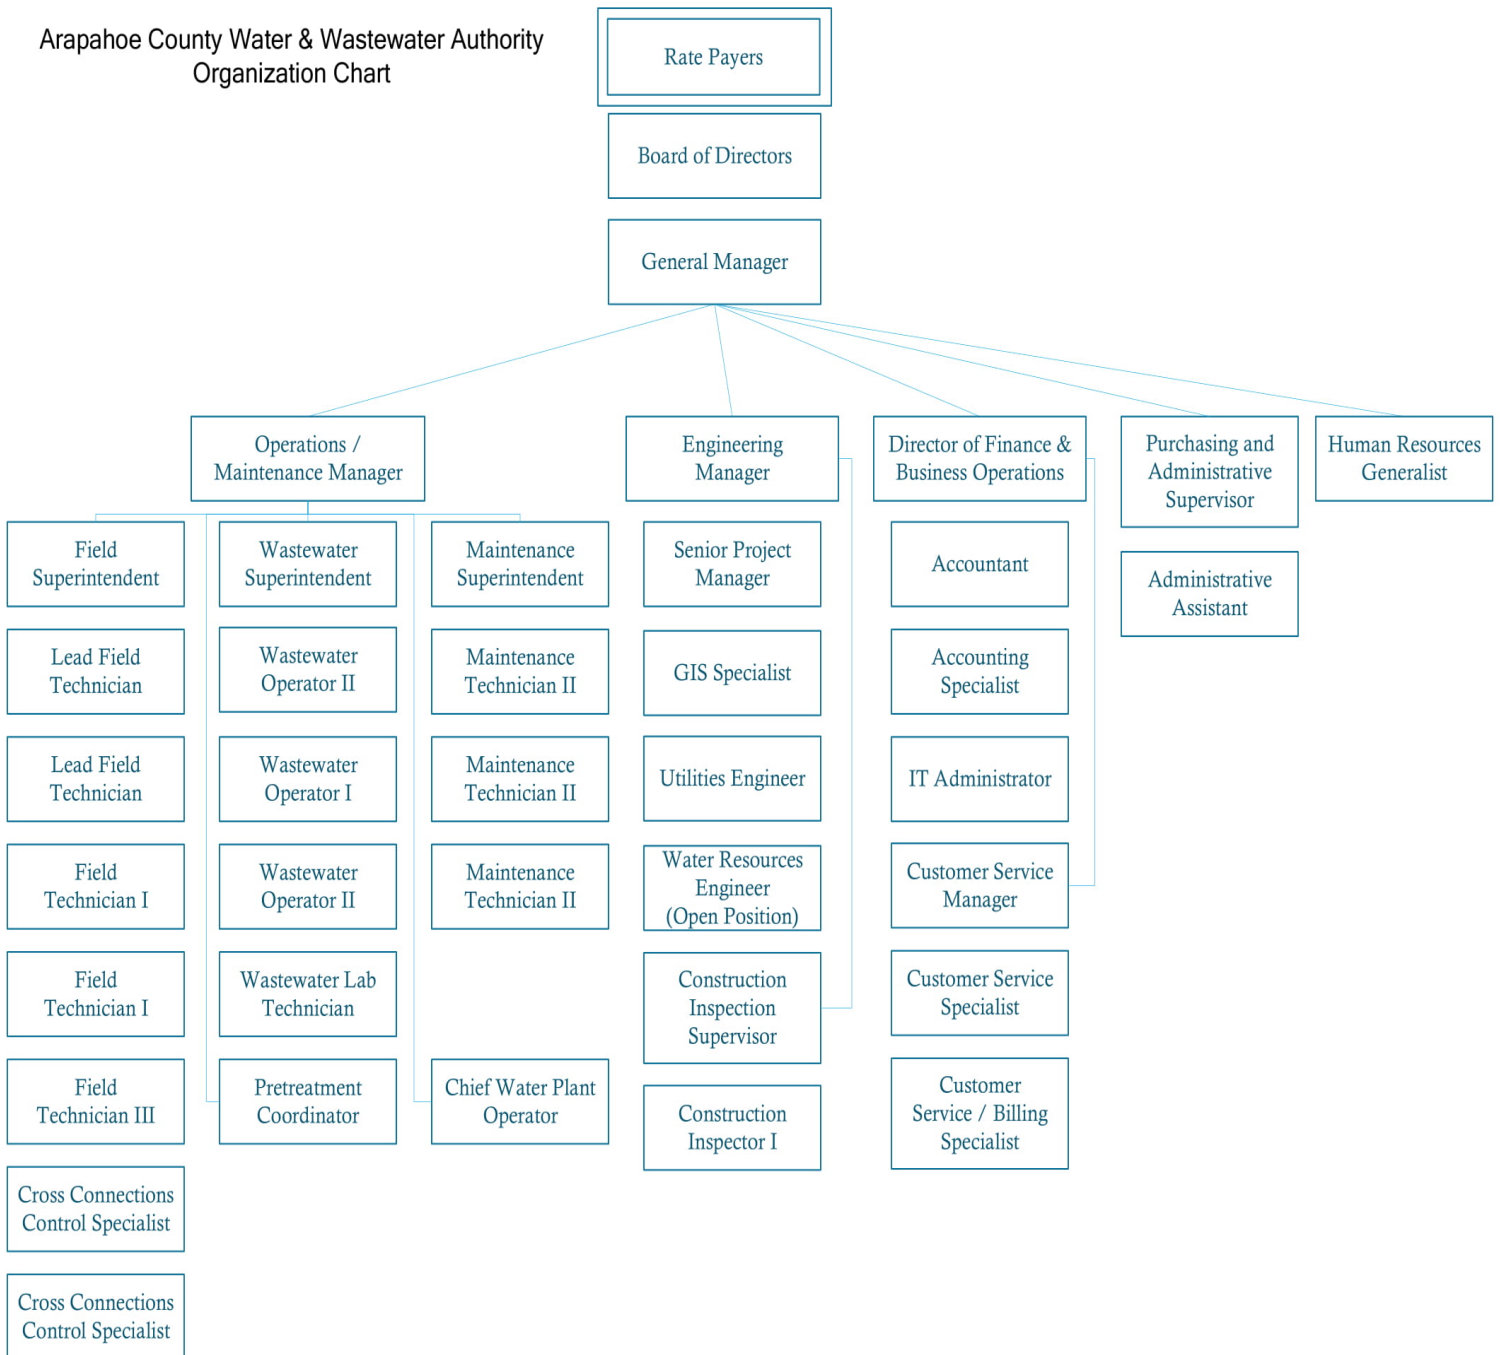 Arapahoe County Water & Wastewater Authority
Organization Chart
Rate Payers
Board of Directors
General Manager
Operations /
Maintenance Manager
Engineering
Manager
Director of Finance &
Business Operations
Purchasing and
Administrative
Supervisor
Human Resources
Generalist
Field
Superintendent
Lead Field
Technician
Lead Field
Technician
Field
Technician I
Field
Technician I
Field
Technician III
Cross Connections
Control Specialist
Cross Connections
Control Specialist
Wastewater
Superintendent
Wastewater
Operator II
Wastewater
Operator I
Wastewater
Operator II
Wastewater Lab
Technician
Pretreatment
Coordinator
Maintenance
Superintendent
Maintenance
Technician II
Maintenance
Technician II
Maintenance
Technician II
Chief Water Plant
Operator
Senior Project
Manager
GIS Specialist
Utilities Engineer
Water Resources
Engineer
(Open Position)
Construction
Inspection
Supervisor
Construction
Inspector I
Accountant
Accounting
Specialist
IT Administrator
Customer Service
Manager
Customer Service
Specialist
Customer
Service / Billing
Specialist
Administrative
Assistant